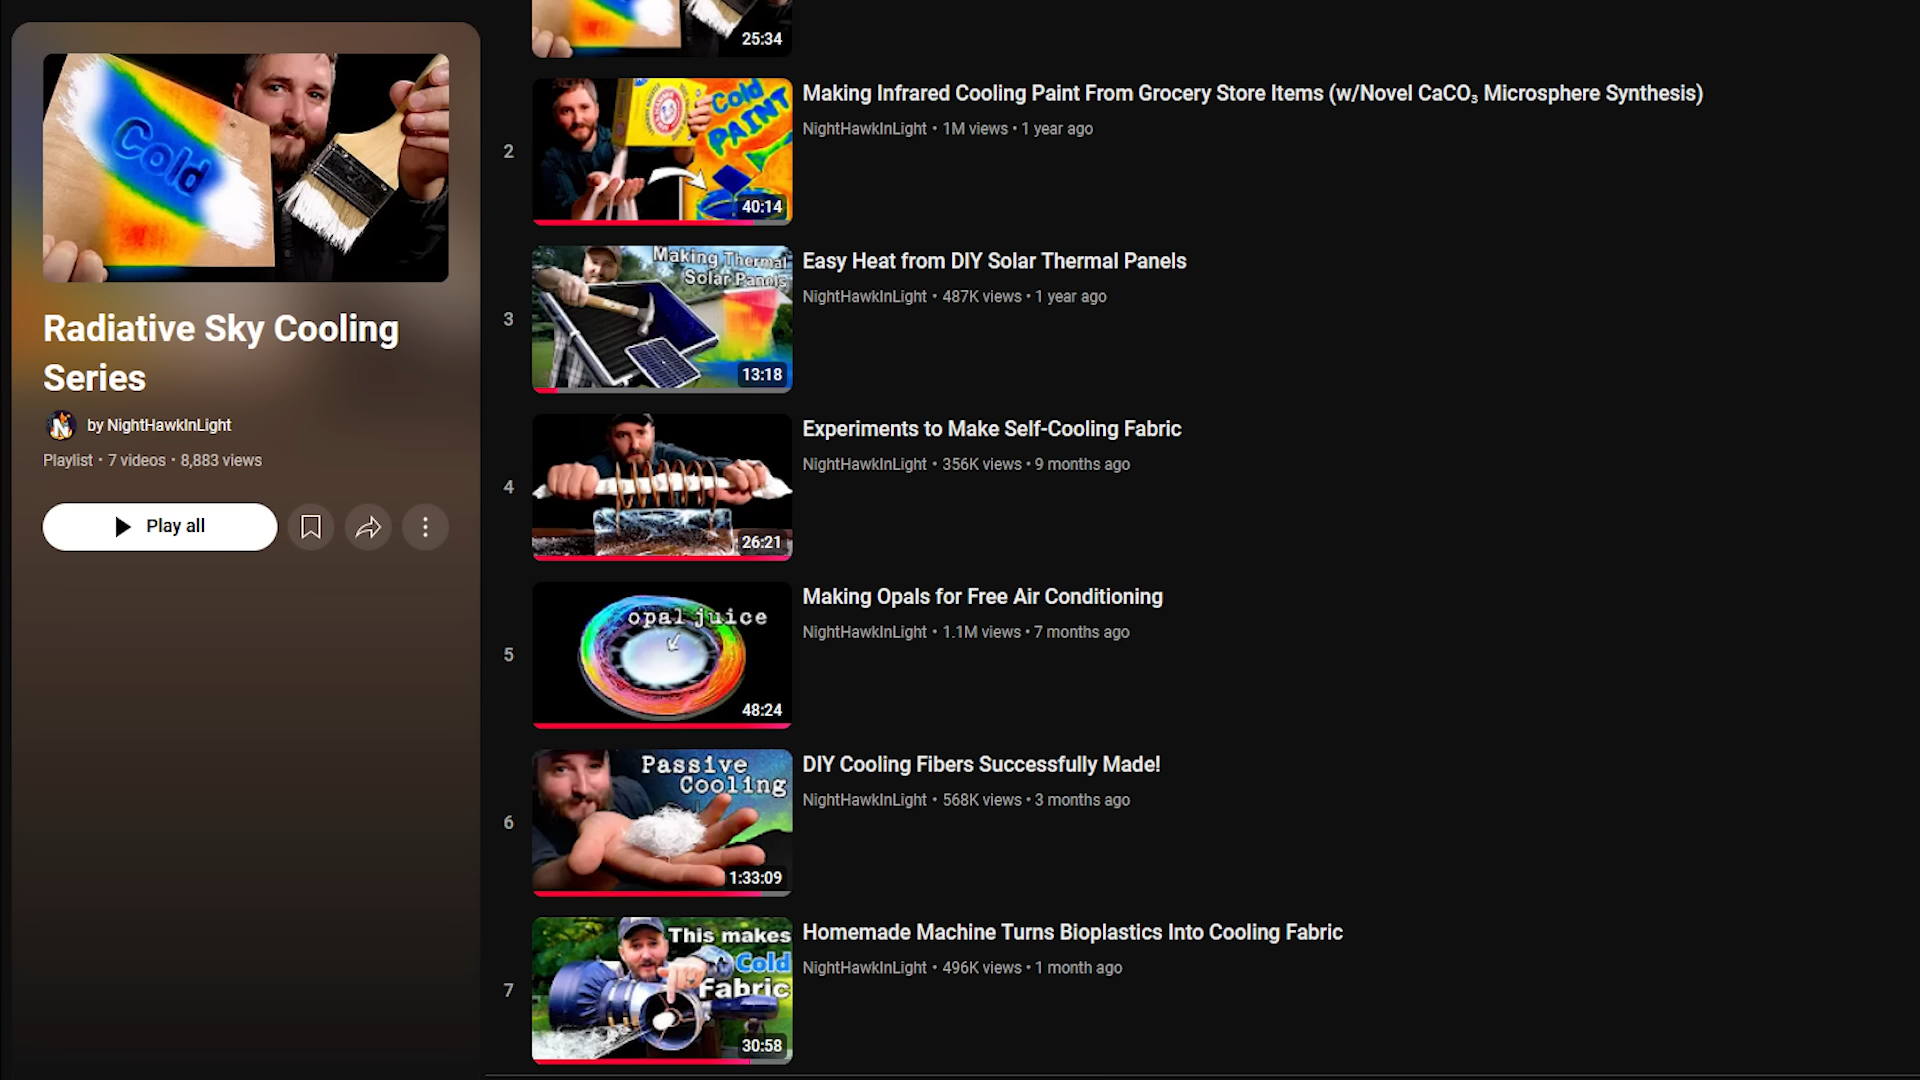 Cold
Radiative Sky Cooling
Series
N
by NightHawkInLight
Playlist • 7 videos • 8,883 views
Play all
25:34
2
Cold
PAINT
40:14
Making Infrared Cooling Paint From Grocery Store Items (w/Novel CaCO₃ Microsphere Synthesis)
NightHawkInLight • 1M views • 1 year ago
3
Making Thermal
Solar Panels
13:18
Easy Heat from DIY Solar Thermal Panels
NightHawkInLight • 487K views • 1 year ago
4
26:21
Experiments to Make Self-Cooling Fabric
NightHawkInLight • 356K views • 9 months ago
5
opal juice
48:24
Making Opals for Free Air Conditioning
NightHawkInLight • 1.1M views • 7 months ago
6
Passive
Cooling
1:33:09
DIY Cooling Fibers Successfully Made!
NightHawkInLight • 568K views • 3 months ago
7
This makes
Cold
Fabric
30:58
Homemade Machine Turns Bioplastics Into Cooling Fabric
NightHawkInLight • 496K views • 1 month ago